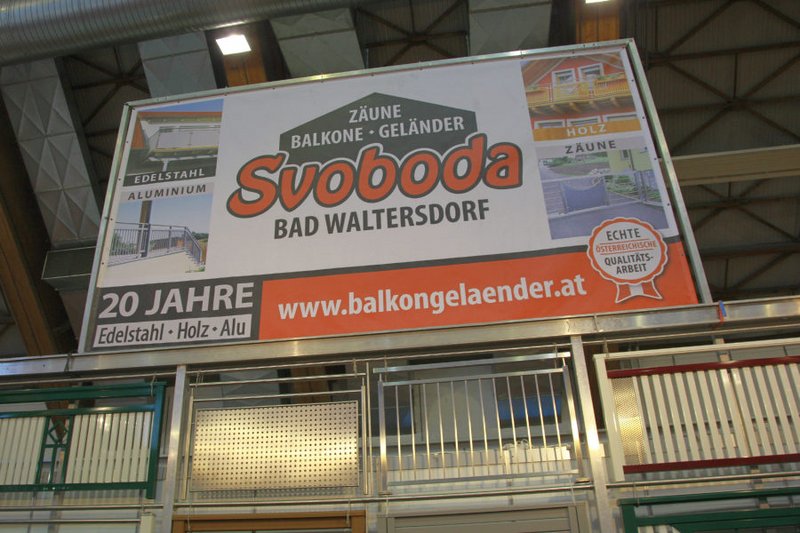 ZÄUNE
BALKONE · GELÄNDER
Svoboda
BAD WALTERSDORF
EDELSTAHL
ALUMINIUM
HOLZ
ZÄUNE
ECHTE
ÖSTERREICHISCHE
QUALITÄTS-
ARBEIT
20 JAHRE
Edelstahl · Holz · Alu
www.balkongelaender.at